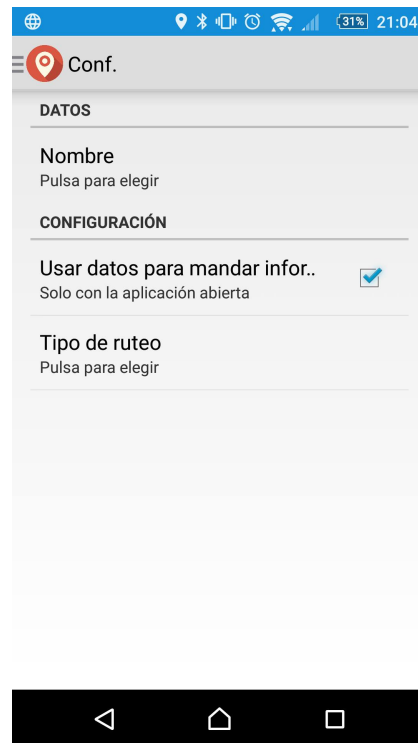 31% 21:04
Conf.
DATOS
Nombre
Pulsa para elegir
CONFIGURACIÓN
Usar datos para mandar infor..
Solo con la aplicación abierta
Tipo de ruteo
Pulsa para elegir